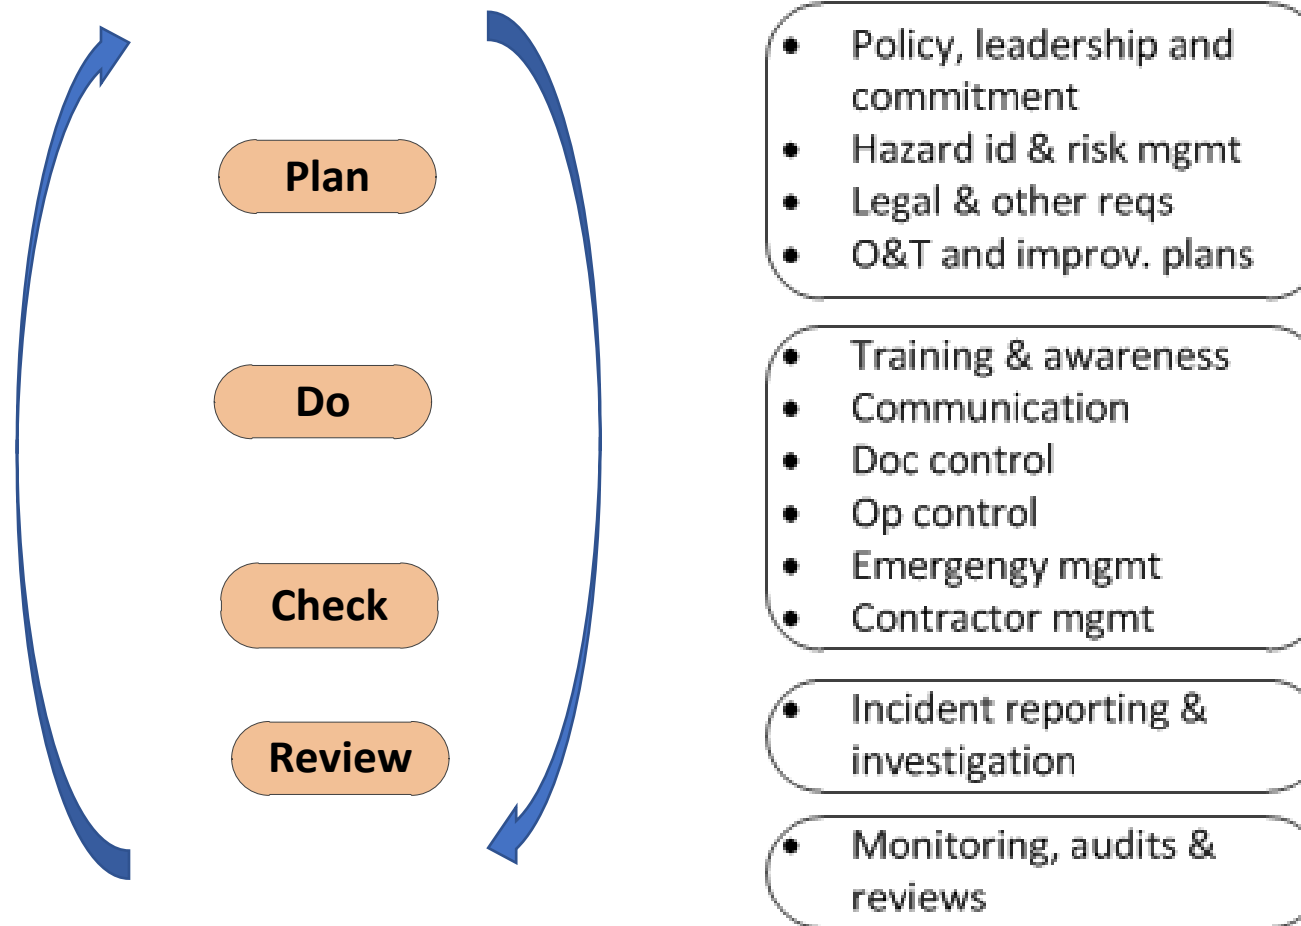 Plan
Do
Check
Review
• Policy, leadership and
commitment
• Hazard id & risk mgmt
• Legal & other reqs
• O&T and improv. plans
• Training & awareness
• Communication
• Doc control
• Op control
• Emergengy mgmt
• Contractor mgmt
• Incident reporting &
investigation
• Monitoring, audits &
reviews